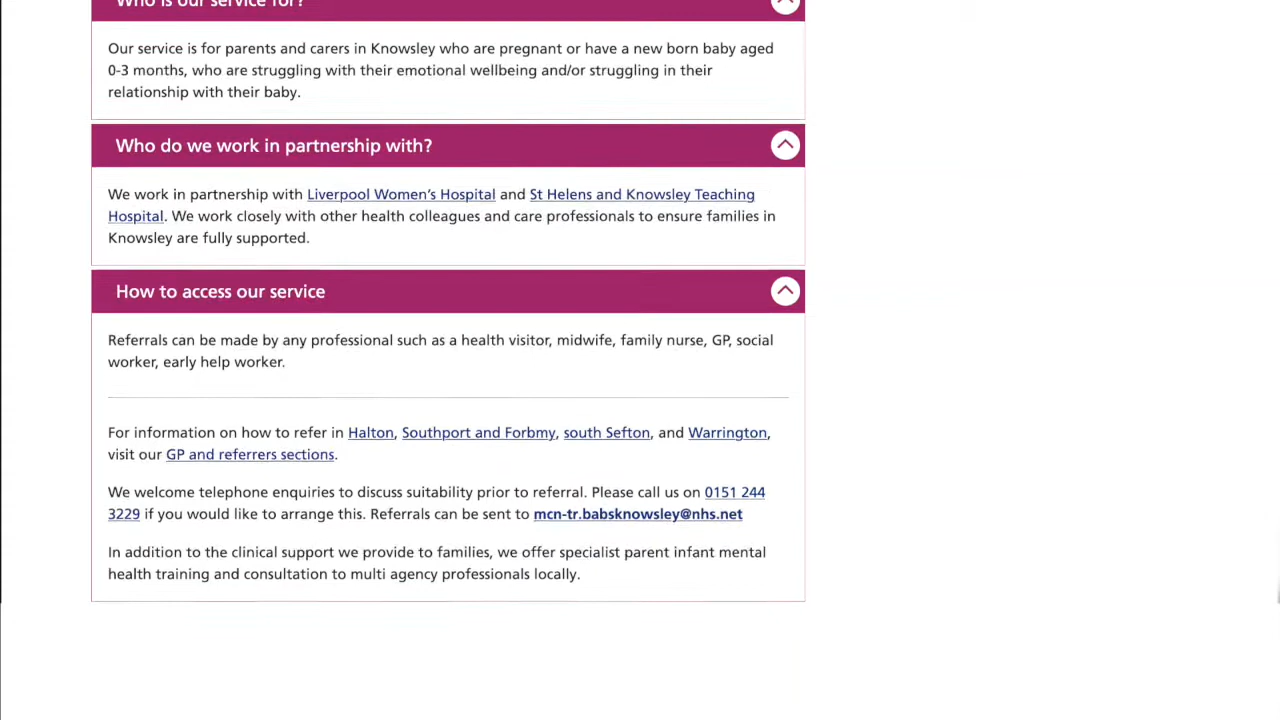 Who is our service for?
Our service is for parents and carers in Knowsley who are pregnant or have a new born baby aged
0-3 months, who are struggling with their emotional wellbeing and/or struggling in their
relationship with their baby.
Who do we work in partnership with?
We work in partnership with Liverpool Women's Hospital and St Helens and Knowsley Teaching
Hospital. We work closely with other health colleagues and care professionals to ensure families in
Knowsley are fully supported.
How to access our service
Referrals can be made by any professional such as a health visitor, midwife, family nurse, GP, social
worker, early help worker.
For information on how to refer in Halton, Southport and Forbmy, south Sefton, and Warrington,
visit our GP and referrers sections.
We welcome telephone enquiries to discuss suitability prior to referral. Please call us on 0151 244
3229 if you would like to arrange this. Referrals can be sent to mcn-tr.babsknowsley@nhs.net
In addition to the clinical support we provide to families, we offer specialist parent infant mental
health training and consultation to multi agency professionals locally.